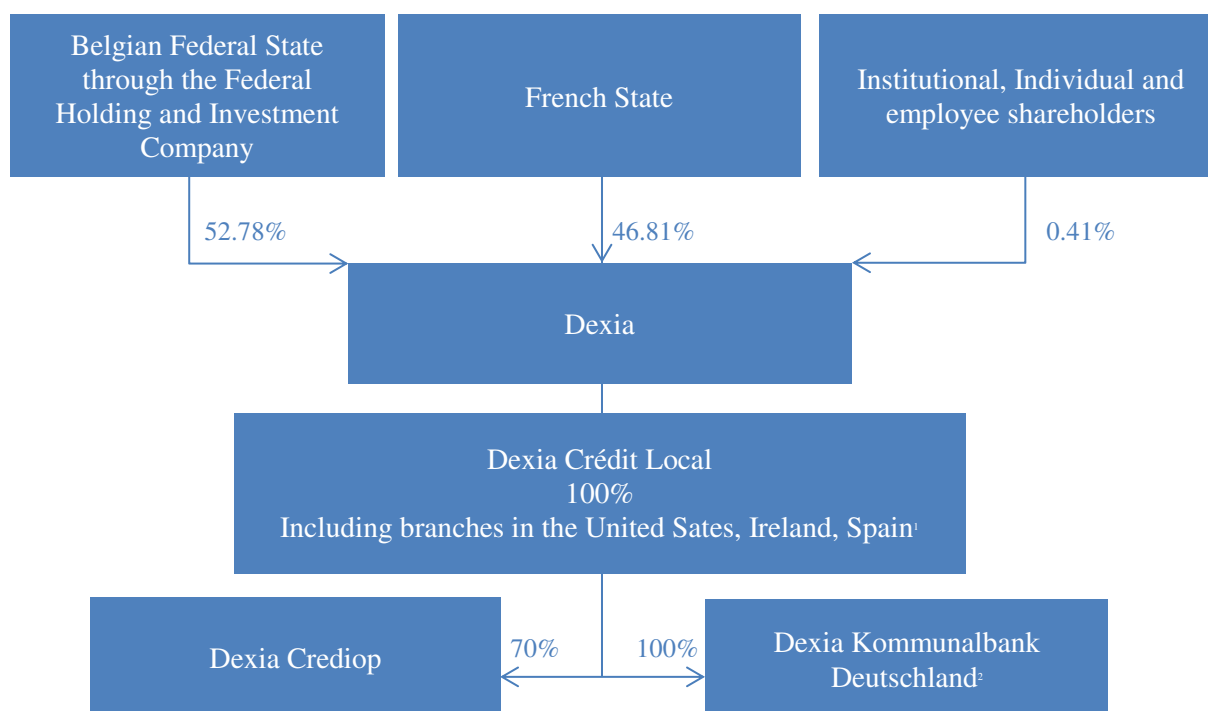 Belgian Federal State
through the Federal
Holding and Investment
Company
French State
Institutional, Individual and
employee shareholders
52.78%
46.81%
0.41%
Dexia
Dexia Crédit Local
100%
Including branches in the United Sates, Ireland, Spain¹
Dexia Crediop
70%
100%
Dexia Kommunalbank
Deutschland²